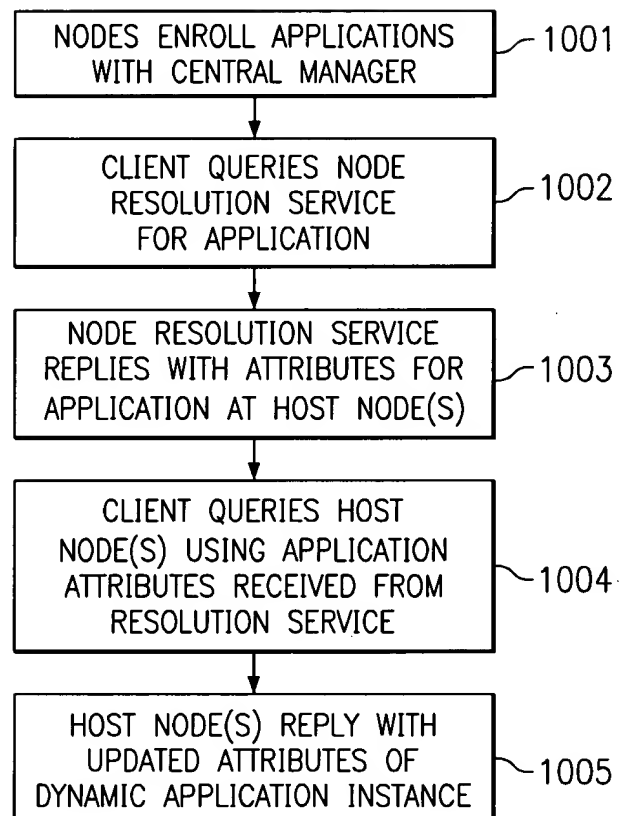 NODES ENROLL APPLICATIONS
WITH CENTRAL MANAGER
1001
CLIENT QUERIES NODE
RESOLUTION SERVICE
FOR APPLICATION
1002
NODE RESOLUTION SERVICE
REPLIES WITH ATTRIBUTES FOR
APPLICATION AT HOST NODE(S)
1003
CLIENT QUERIES HOST
NODE(S) USING APPLICATION
ATTRIBUTES RECEIVED FROM
RESOLUTION SERVICE
1004
HOST NODE(S) REPLY WITH
UPDATED ATTRIBUTES OF
DYNAMIC APPLICATION INSTANCE
1005